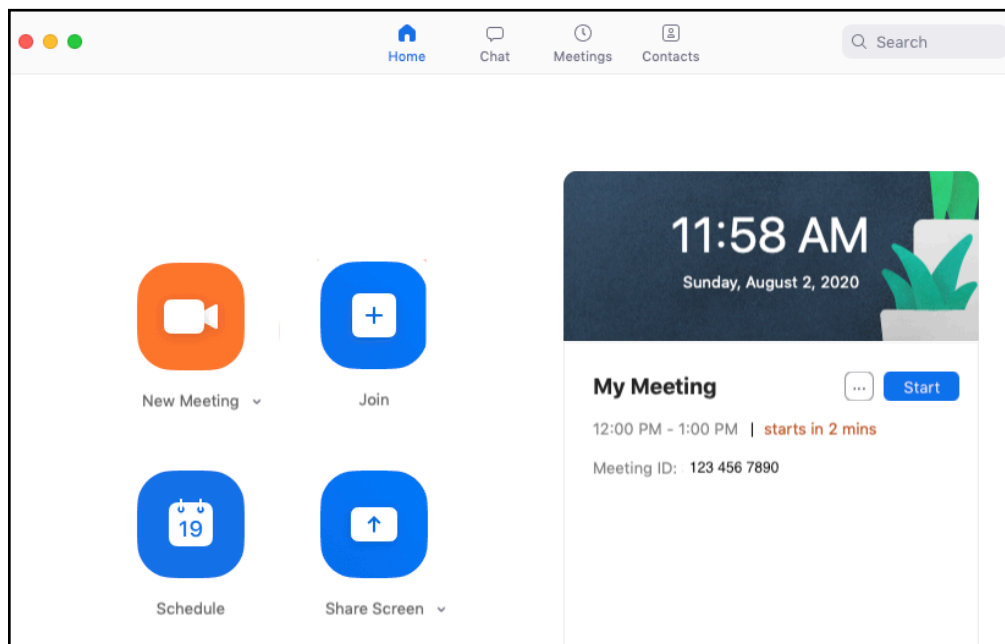 Home
Chat
Meetings
Contacts
Search
11:58 AM
Sunday, August 2, 2020
New Meeting
Join
My Meeting
...
Start
12:00 PM - 1:00 PM | starts in 2 mins
Meeting ID: 123 456 7890
19
Schedule
Share Screen